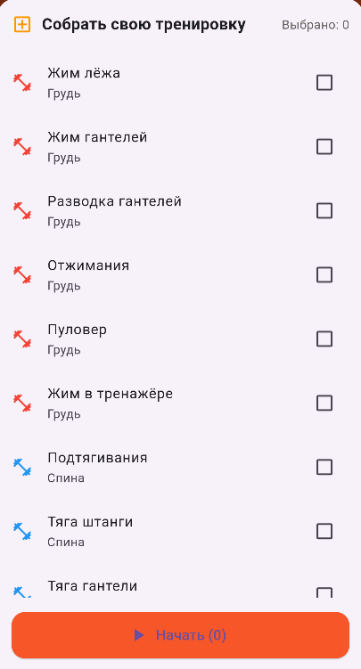 Собрать свою тренировку Выбрано: 0
Жим лёжа
Грудь
Жим гантелей
Грудь
Разводка гантелей
Грудь
Отжимания
Грудь
Пуловер
Грудь
Жим в тренажёре
Грудь
Подтягивания
Спина
Тяга штанги
Спина
Тяга гантели
Начать (0)